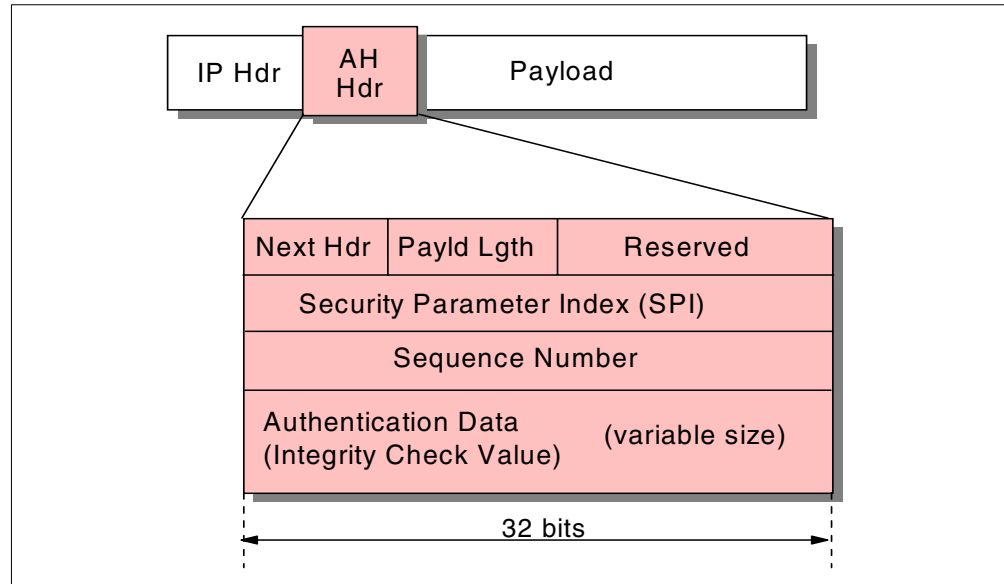 IP Hdr
AH
Hdr
Payload
Next Hdr
Payld Lgth
Reserved
Security Parameter Index (SPI)
Sequence Number
Authentication Data
(Integrity Check Value)
(variable size)
32 bits